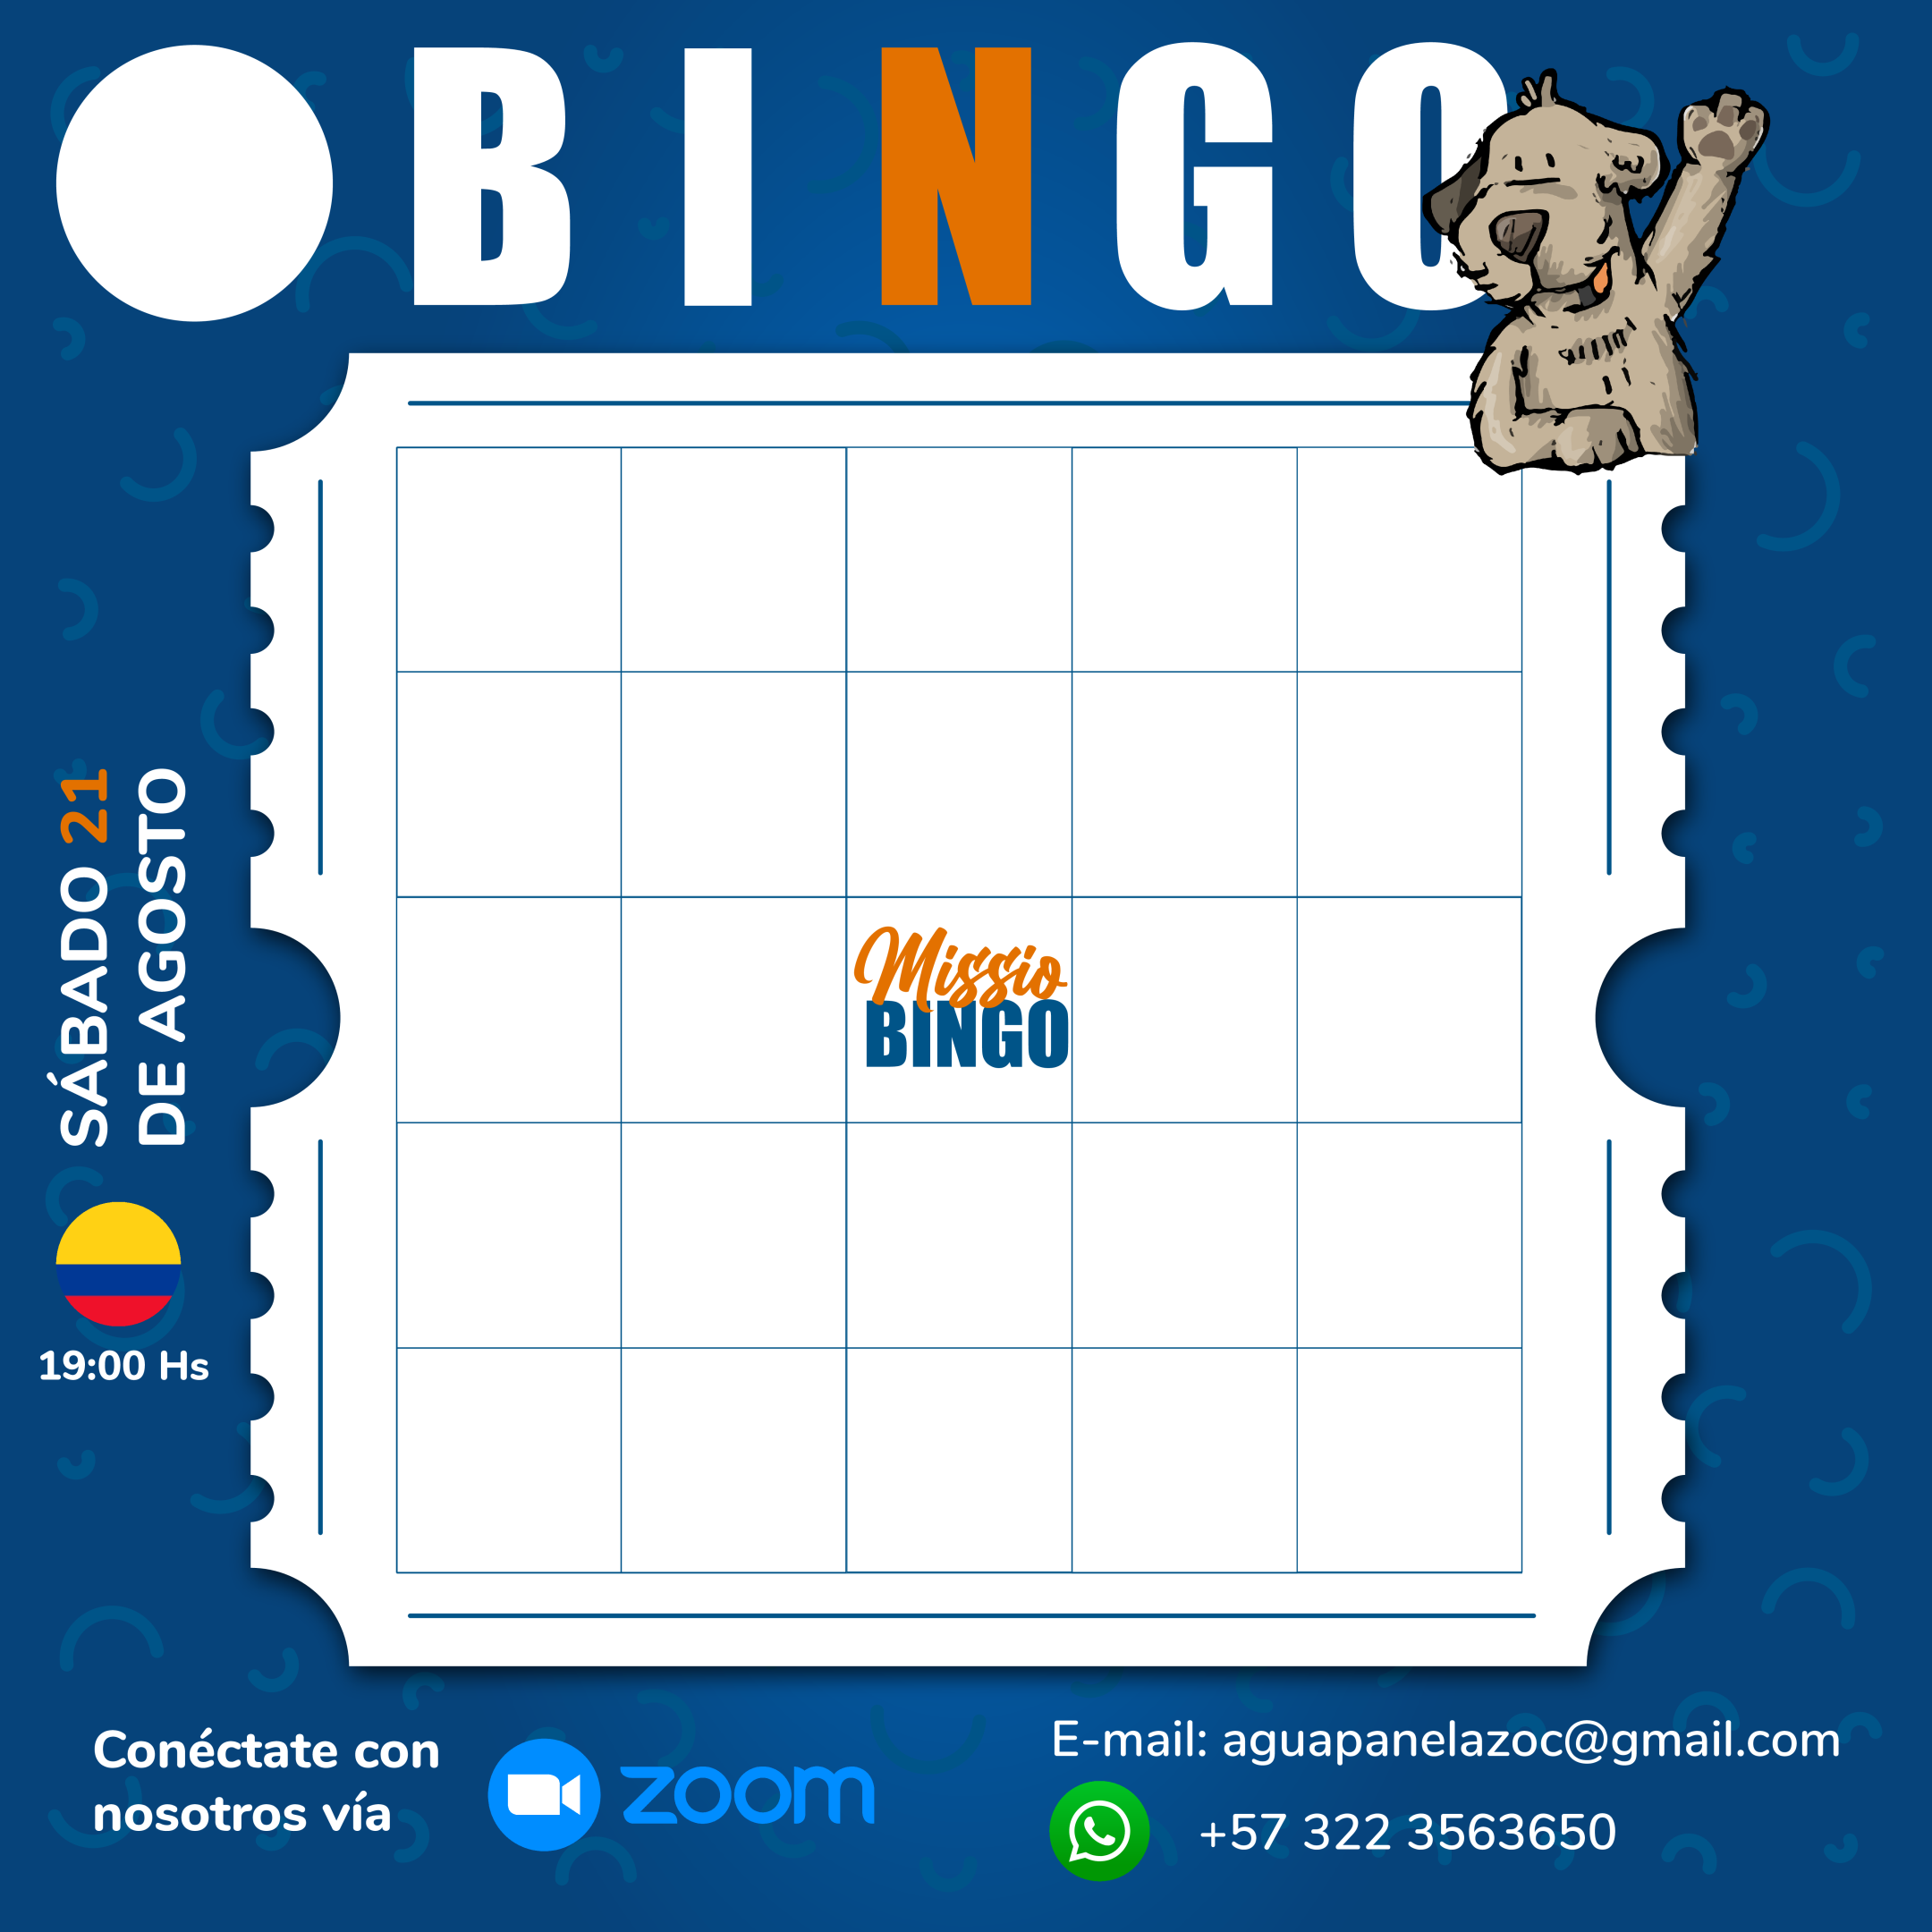 BINGO
SÁBADO 21
DE AGOSTO
19:00 Hs
Missio
BINGO
Conéctate con
nosotros vía
zoom
E-mail: aguapanelazoc@gmail.com
+57 322 3563650